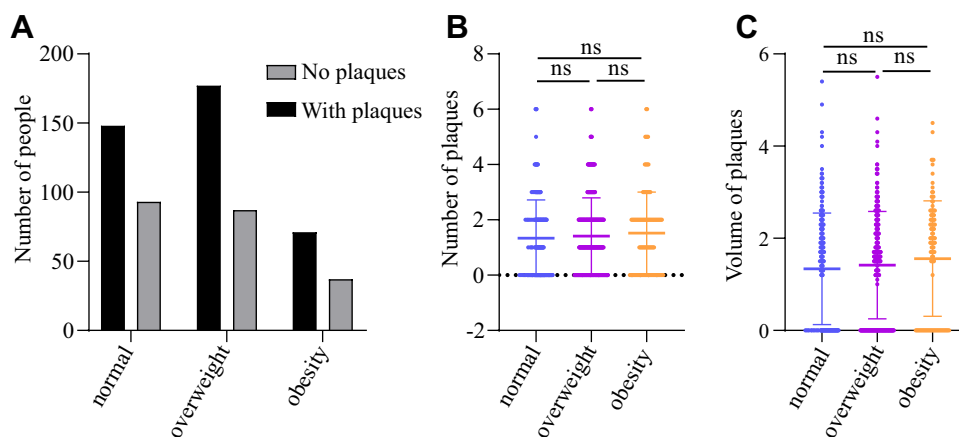 A
Number of people
200
150
100
50
0
No plaques
With plaques
normal
overweight
obesity
B
Number of plaques
8
6
4
2
0
-2
ns
ns
ns
normal
overweight
obesity
C
Volume of plaques
6
4
2
0
ns
ns
ns
normal
overweight
obesity